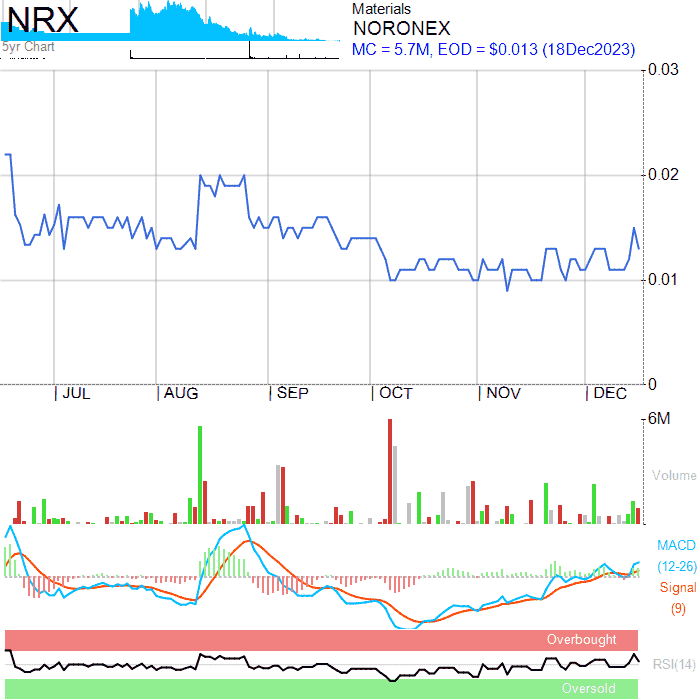 NRX
Materials
NORONEX
5yr Chart
MC = 5.7M, EOD = $0.013 (18Dec2023)
0.03
0.02
0.01
0
JUL AUG SEP OCT NOV DEC
6M
Volume
MACD
(12-26)
Signal
(9)
Overbought
RSI(14)
Oversold